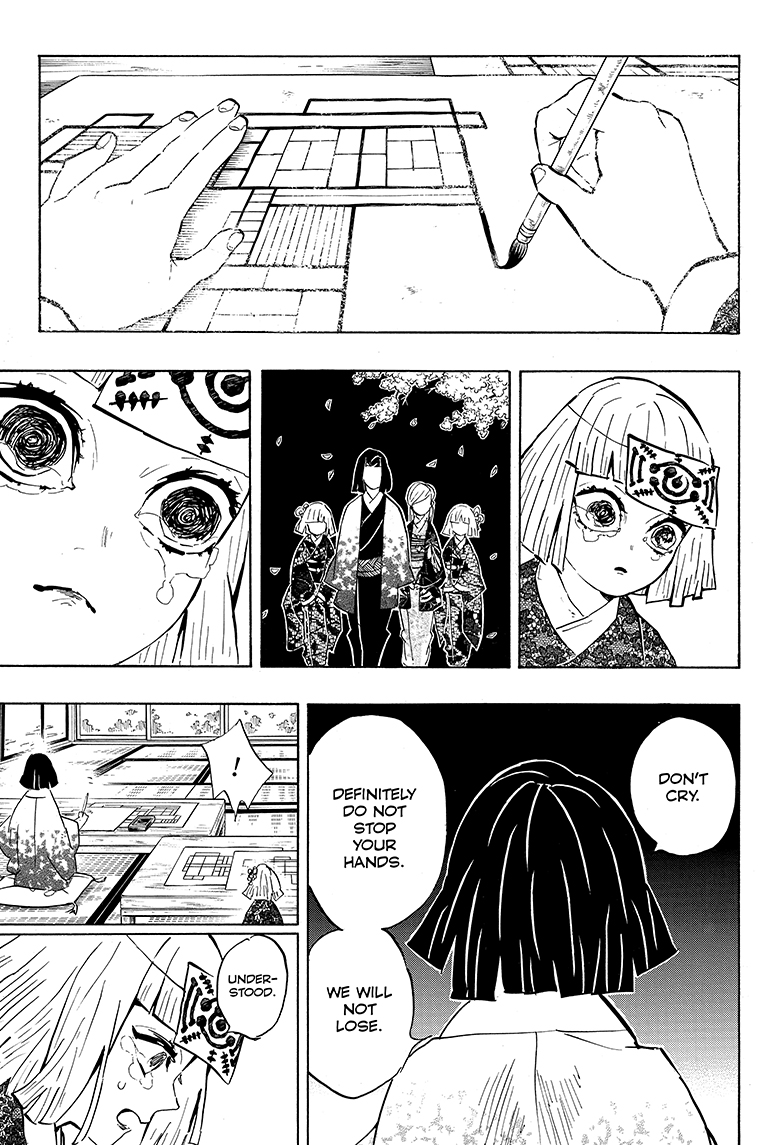 DON'T
CRY.
DEFINITELY
DO NOT
STOP
YOUR
HANDS.
WE WILL
NOT
LOSE.
!
UNDER-
STOOD.